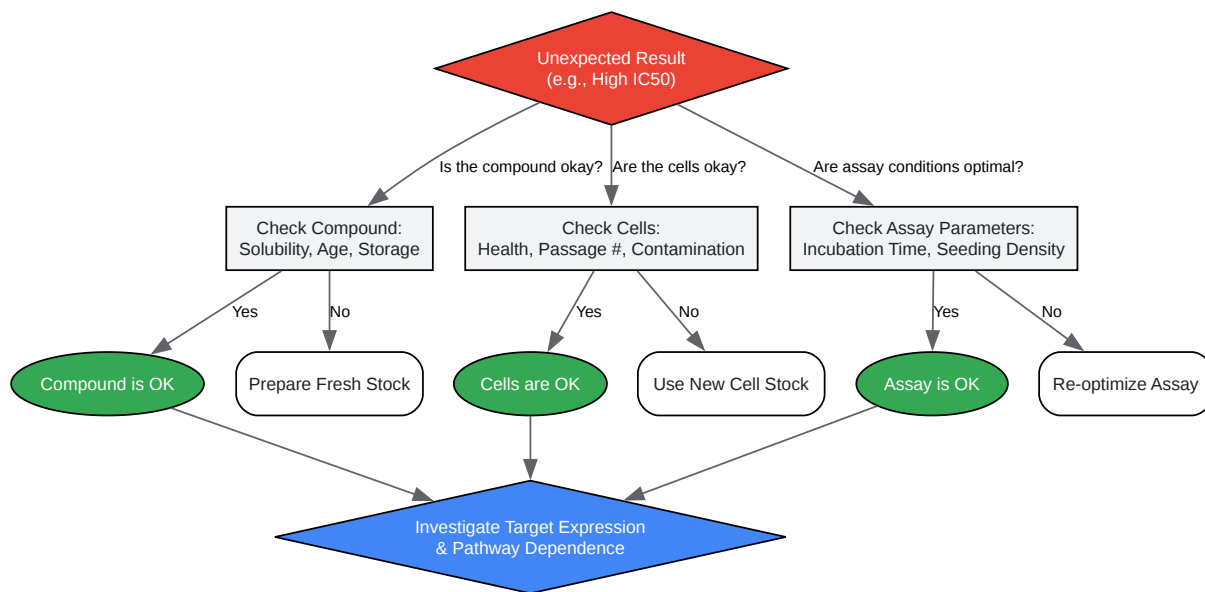 Unexpected Result
(e.g., High IC50)
Is the compound okay?
Are the cells okay?
Are assay conditions optimal?
Check Compound:
Solubility, Age, Storage
Check Cells:
Health, Passage #, Contamination
Check Assay Parameters:
Incubation Time, Seeding Density
Yes
No
Yes
No
Yes
No
Compound is OK
Prepare Fresh Stock
Cells are OK
Use New Cell Stock
Assay is OK
Re-optimize Assay
Investigate Target Expression
& Pathway Dependence